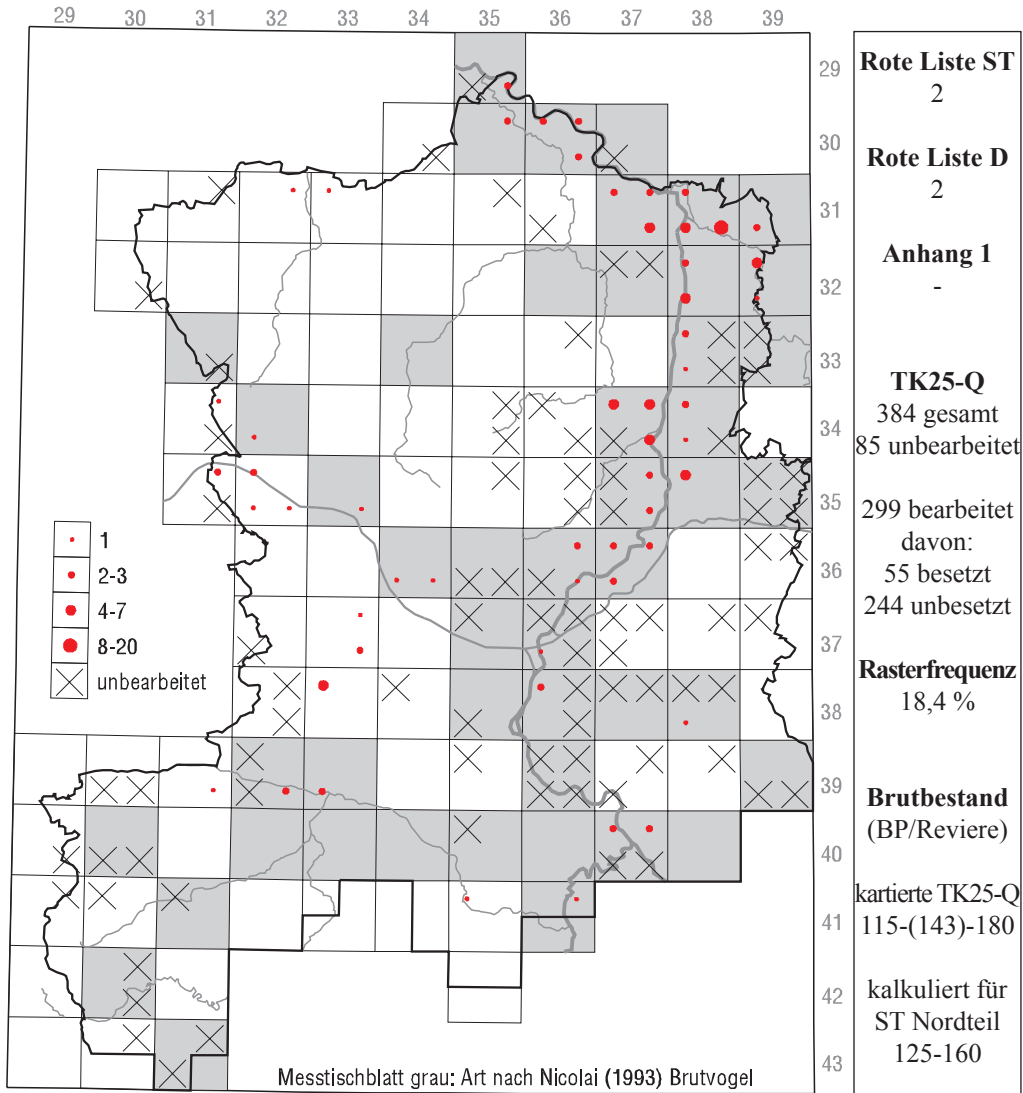 29 30 31 32 33 34 35 36 37 38 39
29
30
31
32
33
34
35
36
37
38
39
40
41
42
43
1
2-3
4-7
8-20
unbearbeitet
Messtischblatt grau: Art nach Nicolai (1993) Brutvogel
Rote Liste ST
2
Rote Liste D
2
Anhang 1
-
TK25-Q
384 gesamt
85 unbearbeitet
299 bearbeitet
davon:
55 besetzt
244 unbesetzt
Rasterfrequenz
18,4 %
Brutbestand
(BP/Reviere)
kartierte TK25-Q
115-(143)-180
kalkuliert für
ST Nordteil
125-160